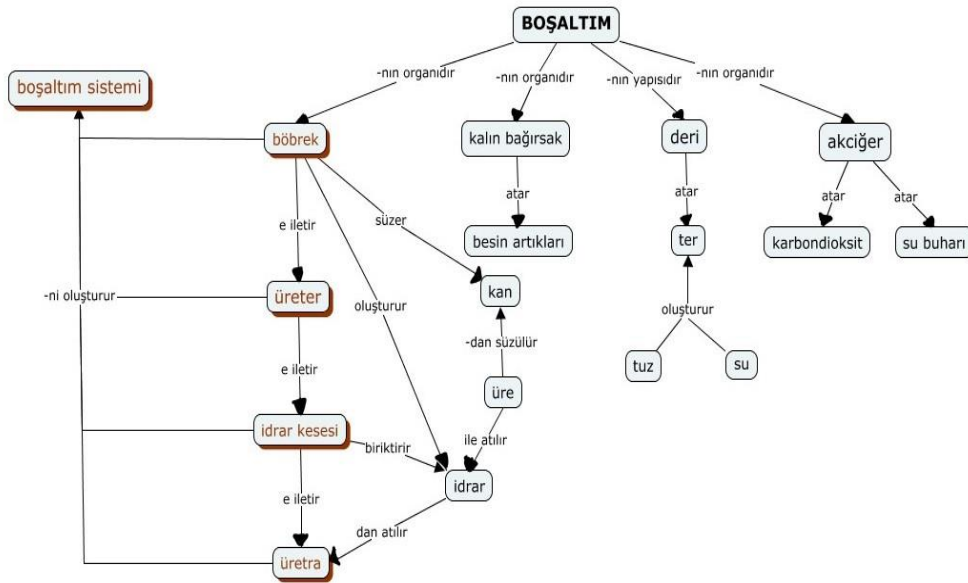 BOŞALTIM
-nın organıdır
-nın organıdır
-nın yapısıdır
-nın organıdır
boşaltım sistemi
böbrek
kalın bağırsak
deri
akciğer
e iletir
süzer
atar
atar
atar
atar
besin artıkları
ter
karbondioksit
su buharı
-ni oluşturur
üreter
oluşturur
kan
oluşturur
-dan süzülür
e iletir
üre
tuz
su
idrar kesesi
biriktirir
ile atılır
e iletir
idrar
dan atılır
üretra